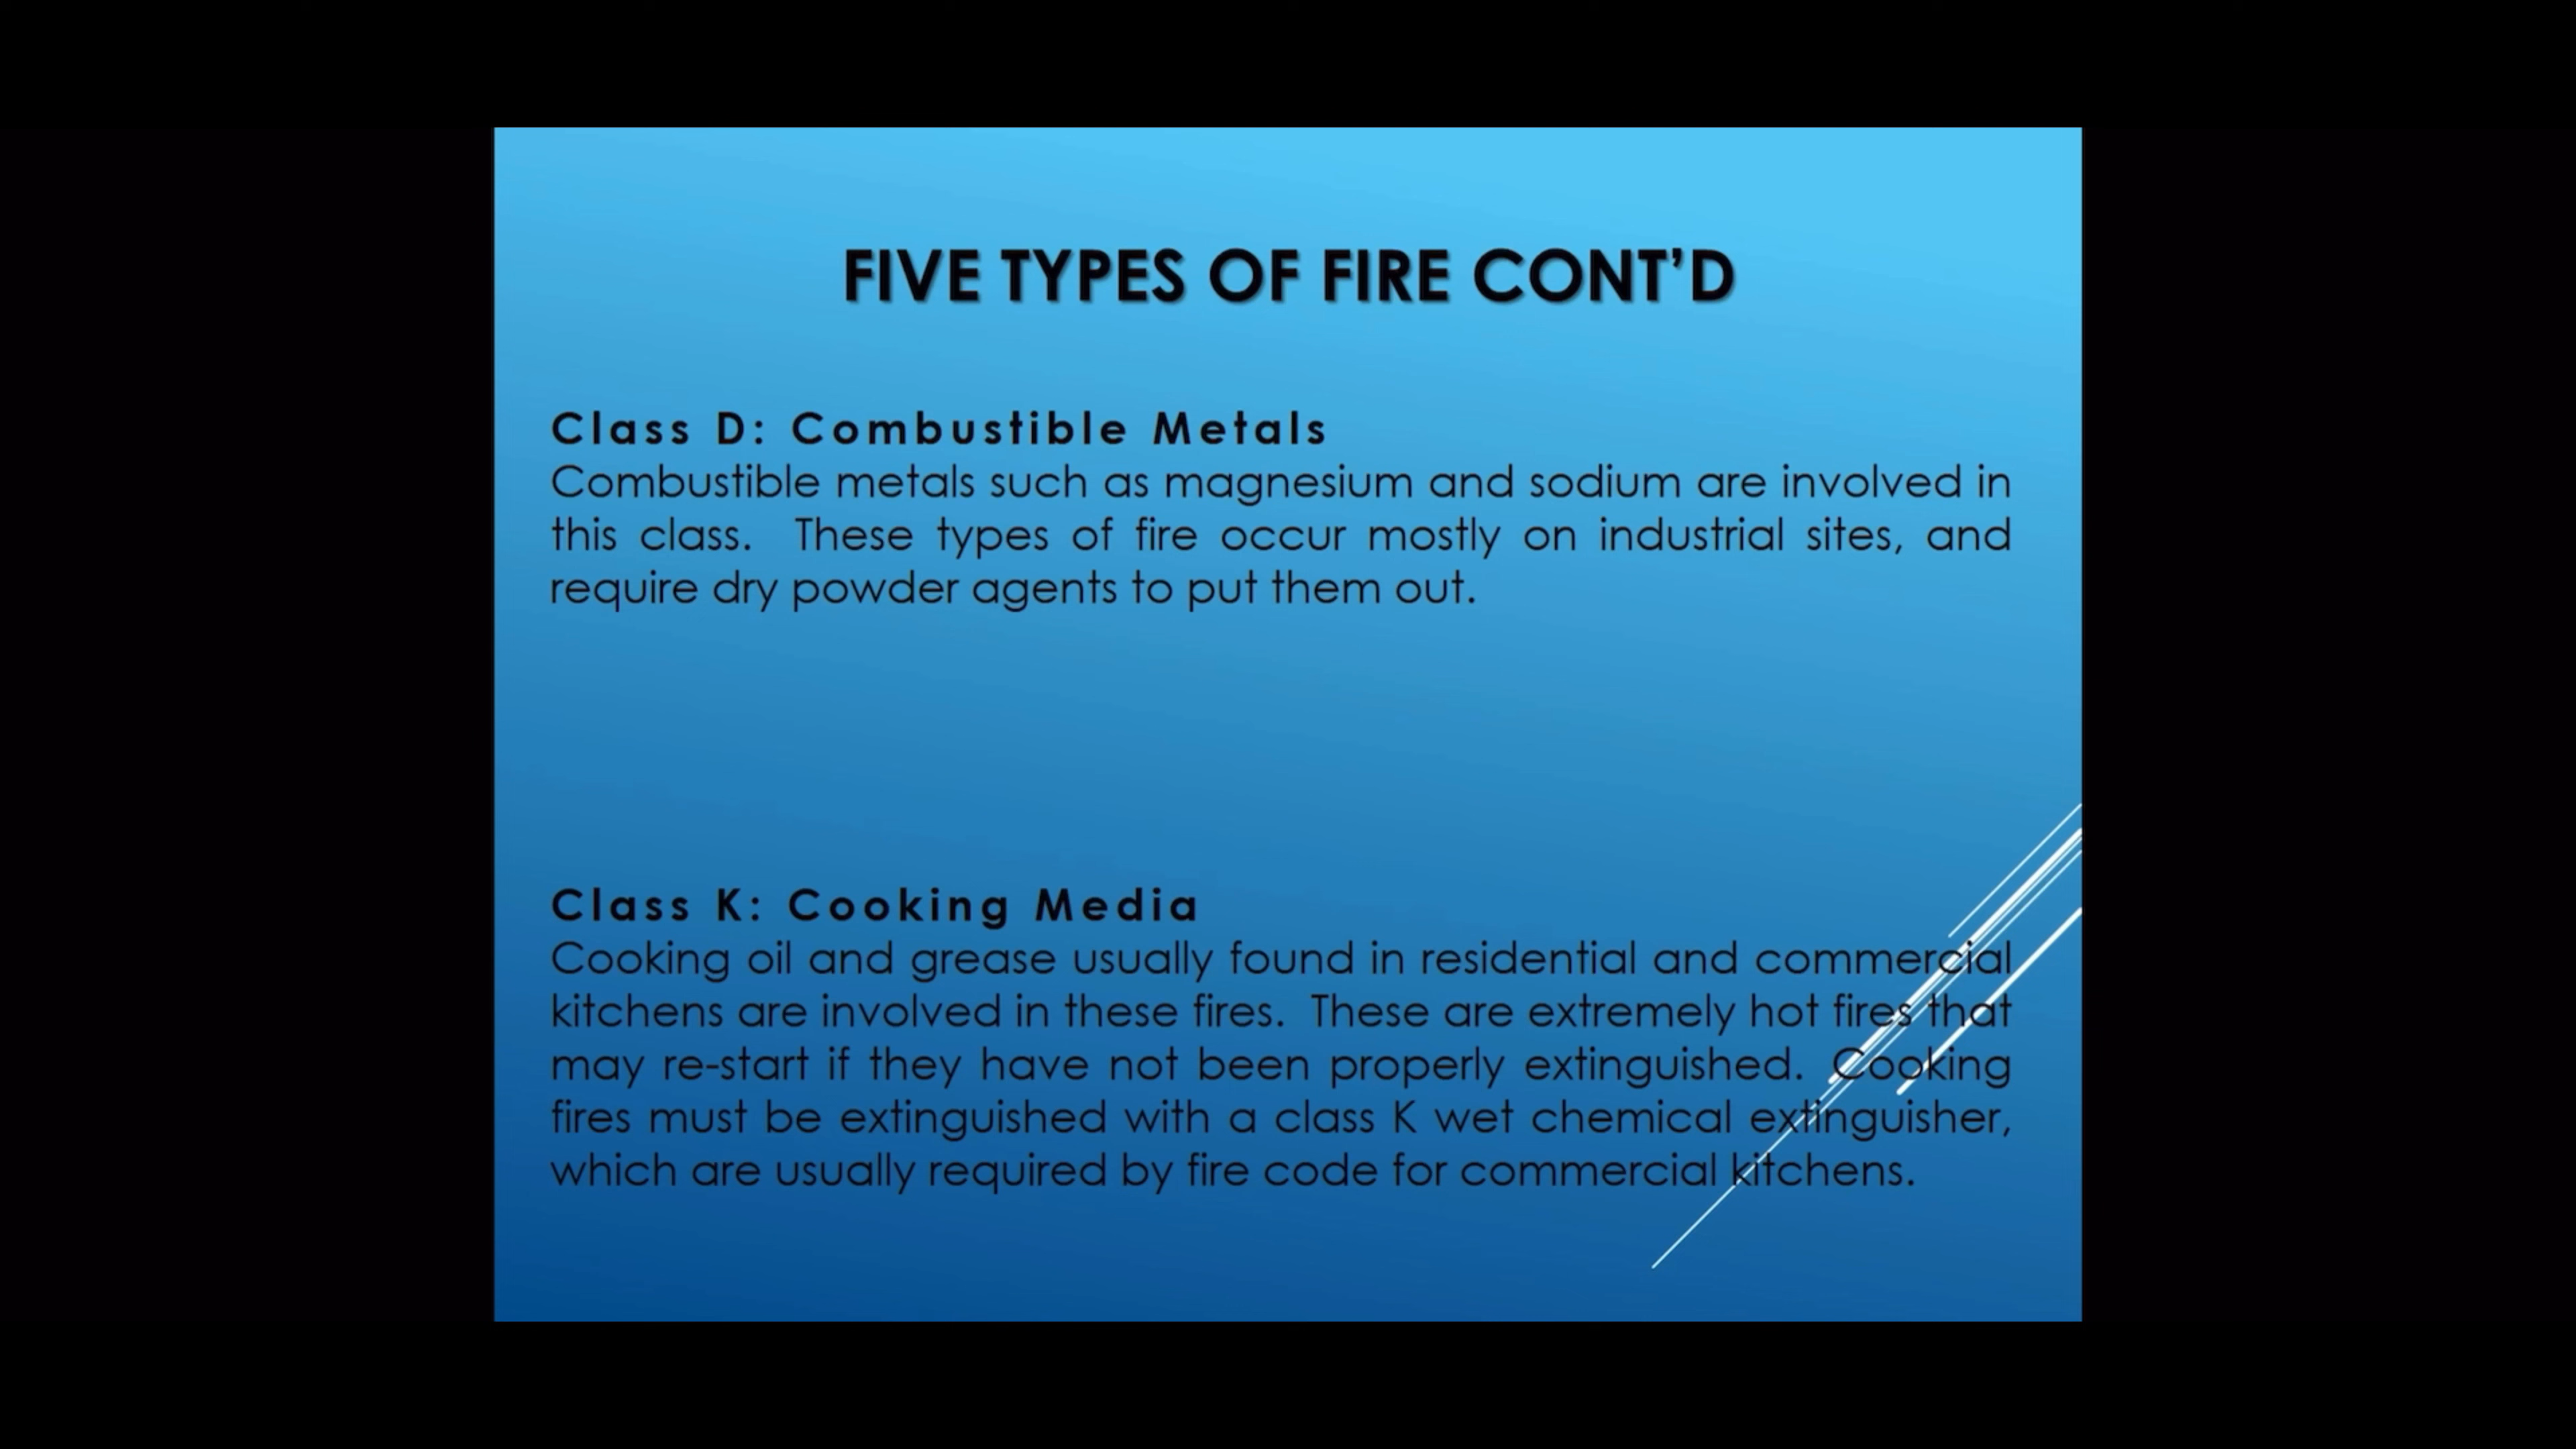 FIVE TYPES OF FIRE CONT’D
Class D: Combustible Metals
Combustible metals such as magnesium and sodium are involved in
this class. These types of fire occur mostly on industrial sites, and
require dry powder agents to put them out.
Class K: Cooking Media
Cooking oil and grease usually found in residential and commercial
kitchens are involved in these fires. These are extremely hot fires that
may re-start if they have not been properly extinguished. Cooking
fires must be extinguished with a class K wet chemical extinguisher,
which are usually required by fire code for commercial kitchens.